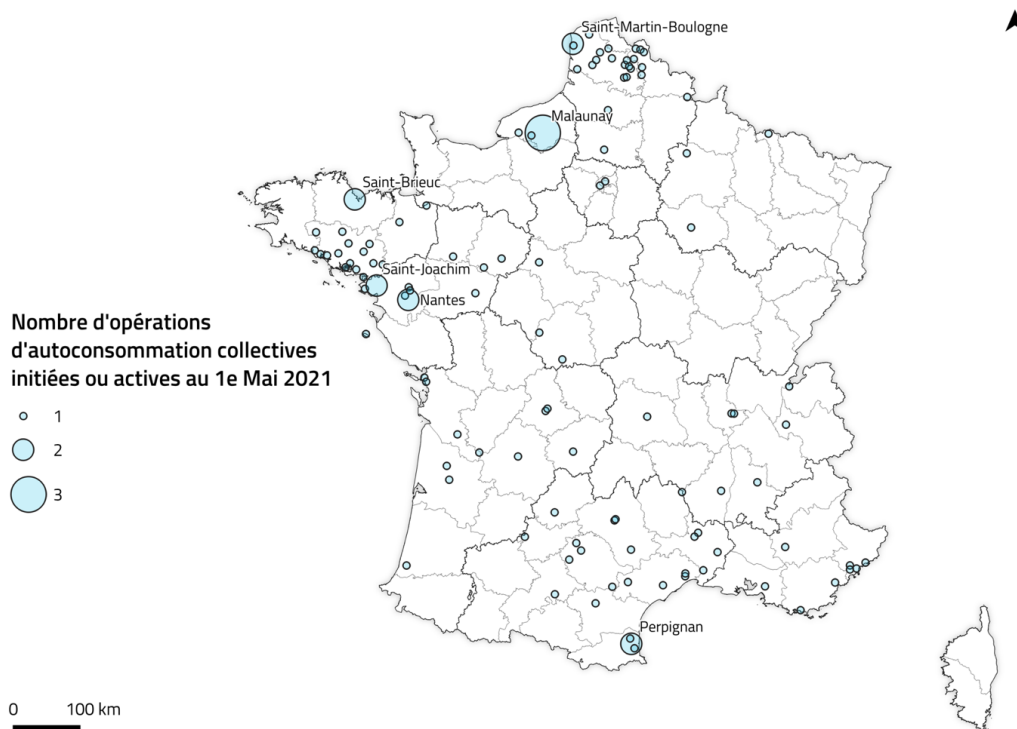 Saint-Martin-Boulogne
Malaunay
Saint-Brieuc
Saint-Joachim
Nantes
Nombre d'opérations
d'autoconsommation collectives
initiées ou actives au 1e Mai 2021
1
2
3
Perpignan
0 100 km